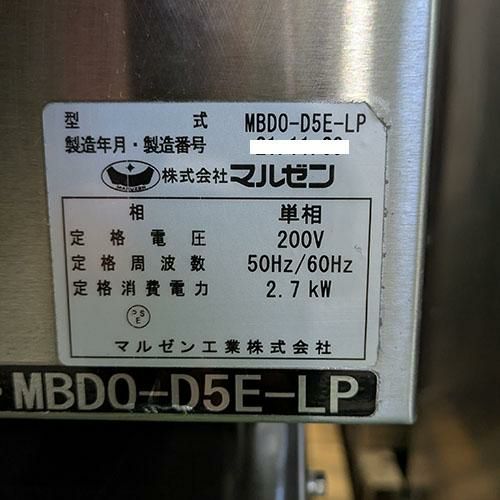 型式 MBDO-D5E-LP
製造年月・製造番号
株式会社マルゼン
相 単相
定格電圧 200V
定格周波数 50Hz/60Hz
定格消費電力 2.7kW
PSE
マルゼン工業株式会社
MBDO-D5E-LP